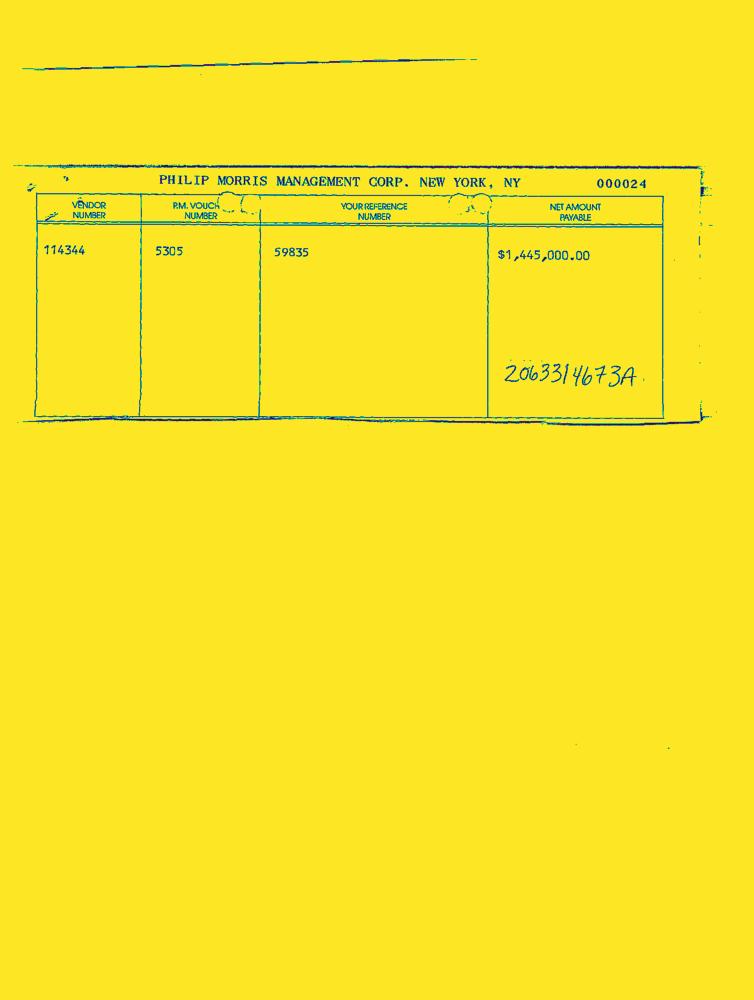 PHILIP MORRIS MANAGEMENT CORP. NEW YORK, NY 000024
VENDOR NUMBER P.M. VOUCH NUMBER YOUR REFERENCE NUMBER NET AMOUNT PAYABLE
114344 5305 59835 $1,445,000.00
2063314673A